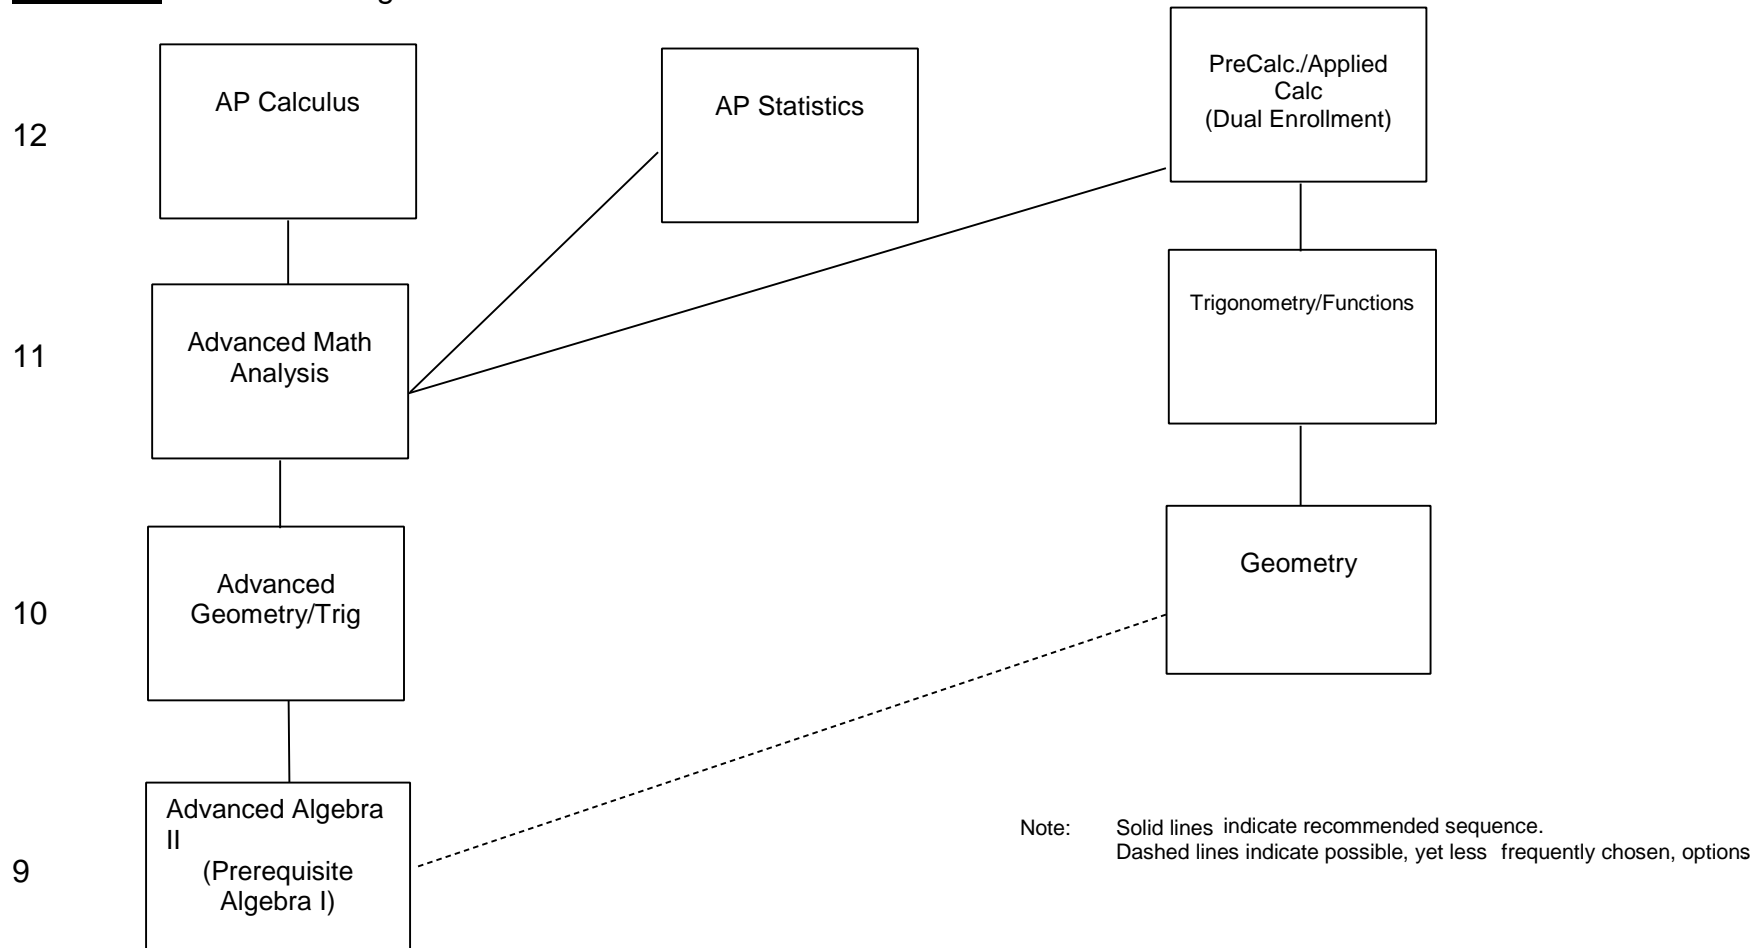 PreCalc./Applied
Calc
(Dual Enrollment)
AP Calculus
AP Statistics
12
Trigonometry/Functions
11
Advanced Math
Analysis
Geometry
10
Advanced
Geometry/Trig
Advanced Algebra
II
(Prerequisite
Algebra I)
9
Note: Solid lines indicate recommended sequence.
Dashed lines indicate possible, yet less frequently chosen, options